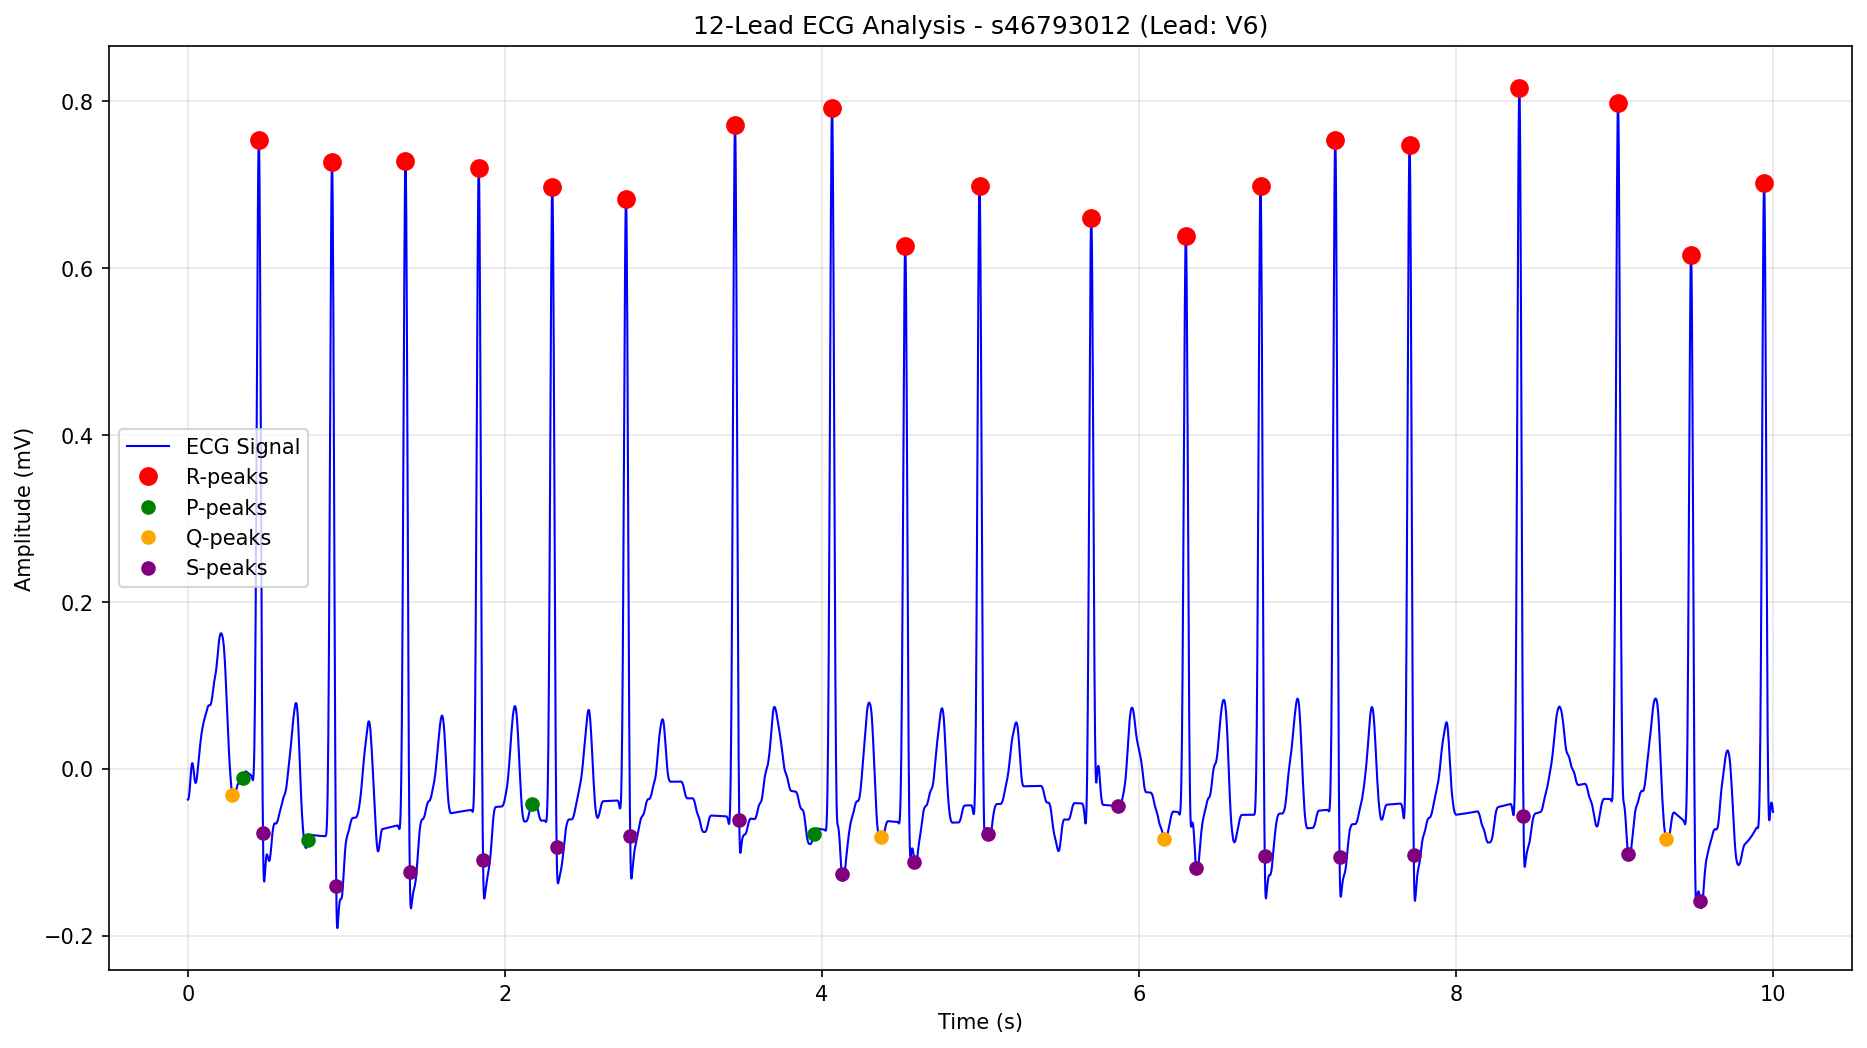 12-Lead ECG Analysis - s46793012 (Lead: V6)
Amplitude (mV)
0.8
0.6
0.4
0.2
0.0
−0.2
ECG Signal
R-peaks
P-peaks
Q-peaks
S-peaks
0 2 4 6 8 10
Time (s)